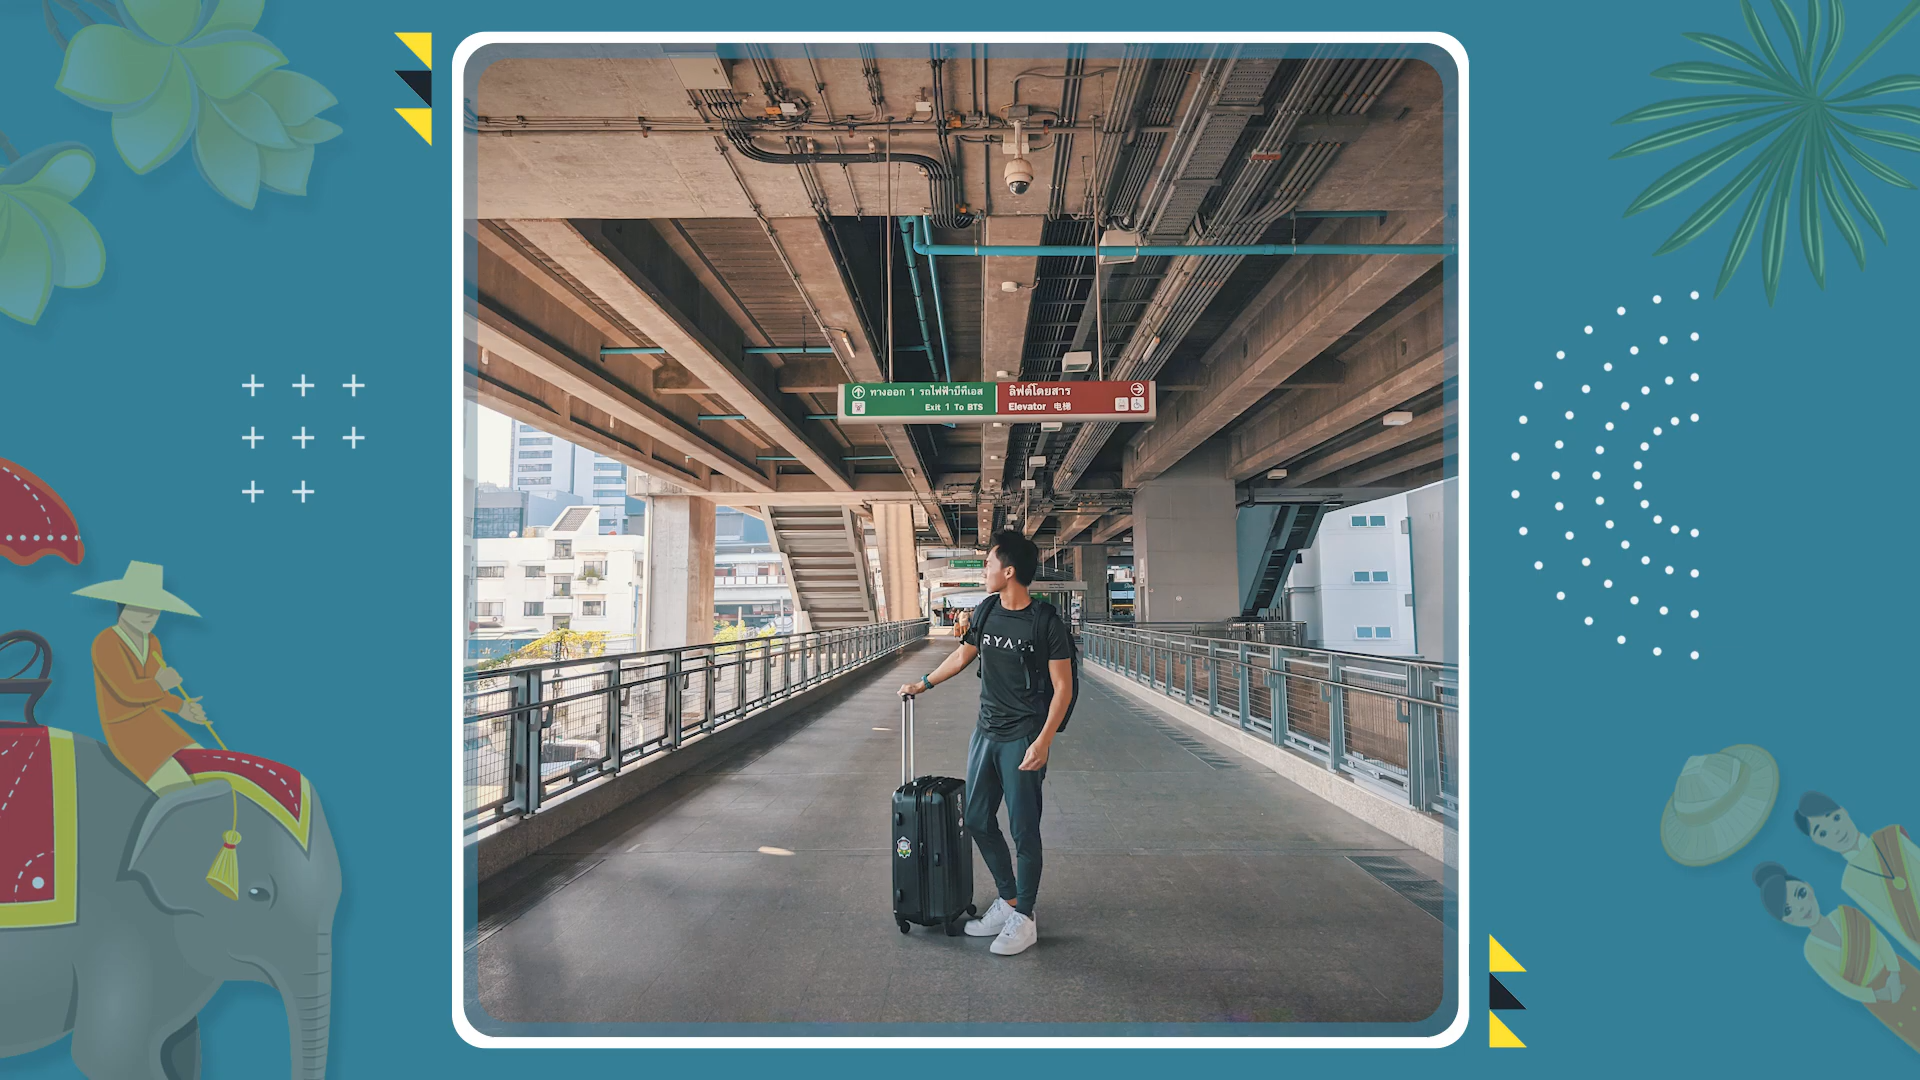 ทางออก 1 รถไฟฟ้าบีทีเอส
Exit 1 To BTS
ลิฟต์โดยสาร
Elevator 电梯